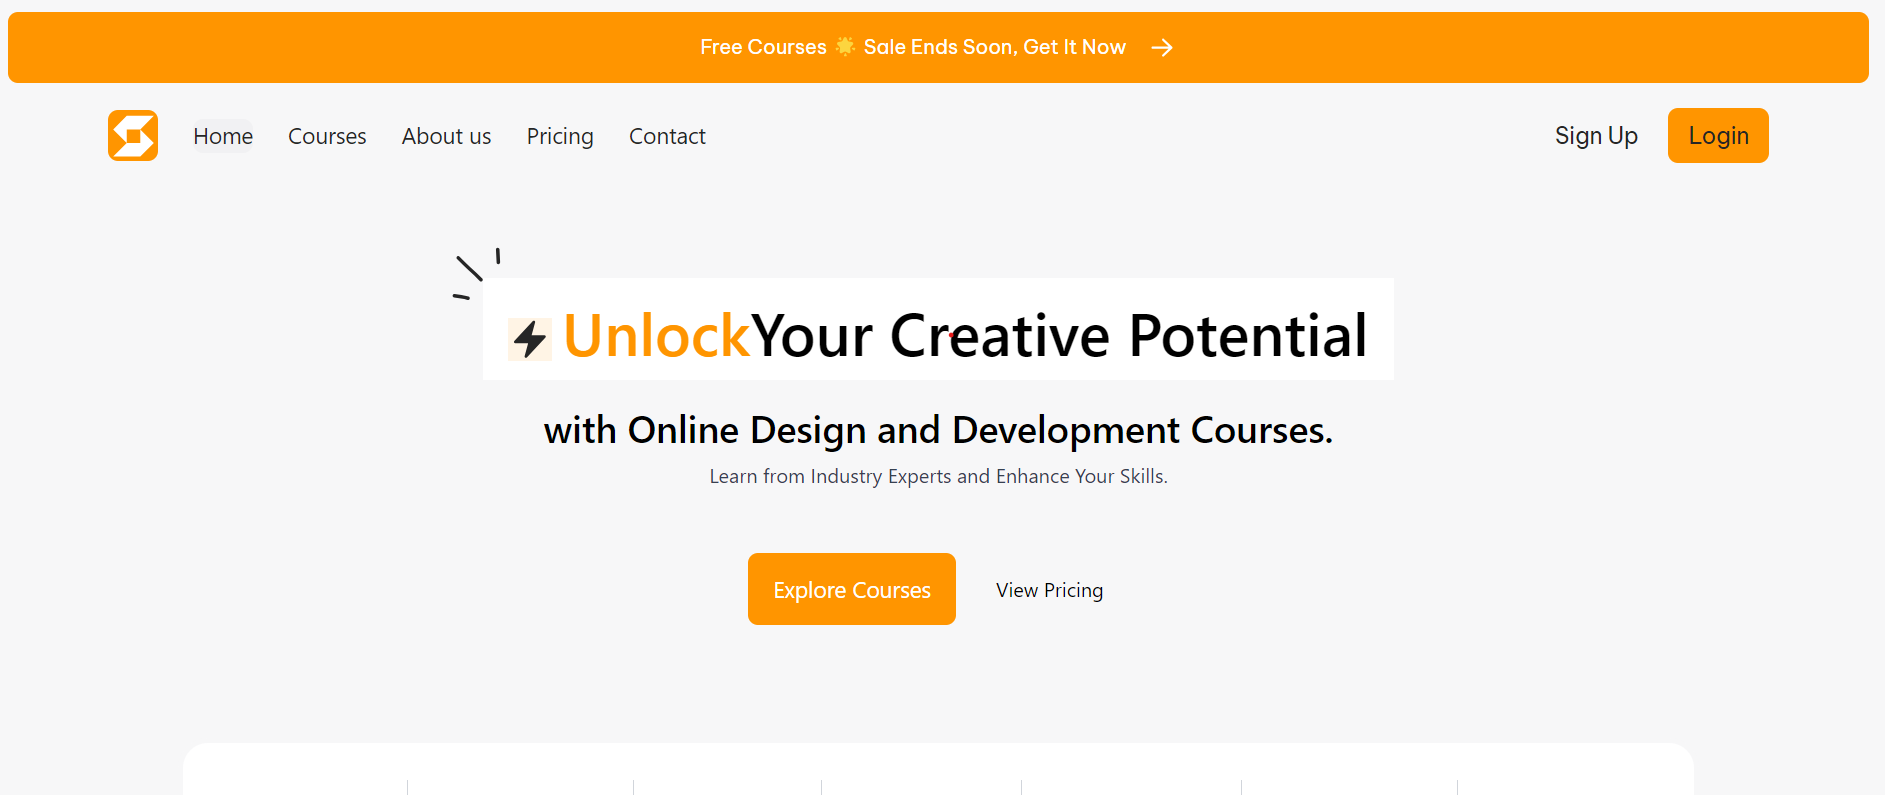 Free Courses 🌟 Sale Ends Soon, Get It Now
Home Courses About us Pricing Contact Sign Up Login
UnlockYour Creative Potential
with Online Design and Development Courses.
Learn from Industry Experts and Enhance Your Skills.
Explore Courses View Pricing